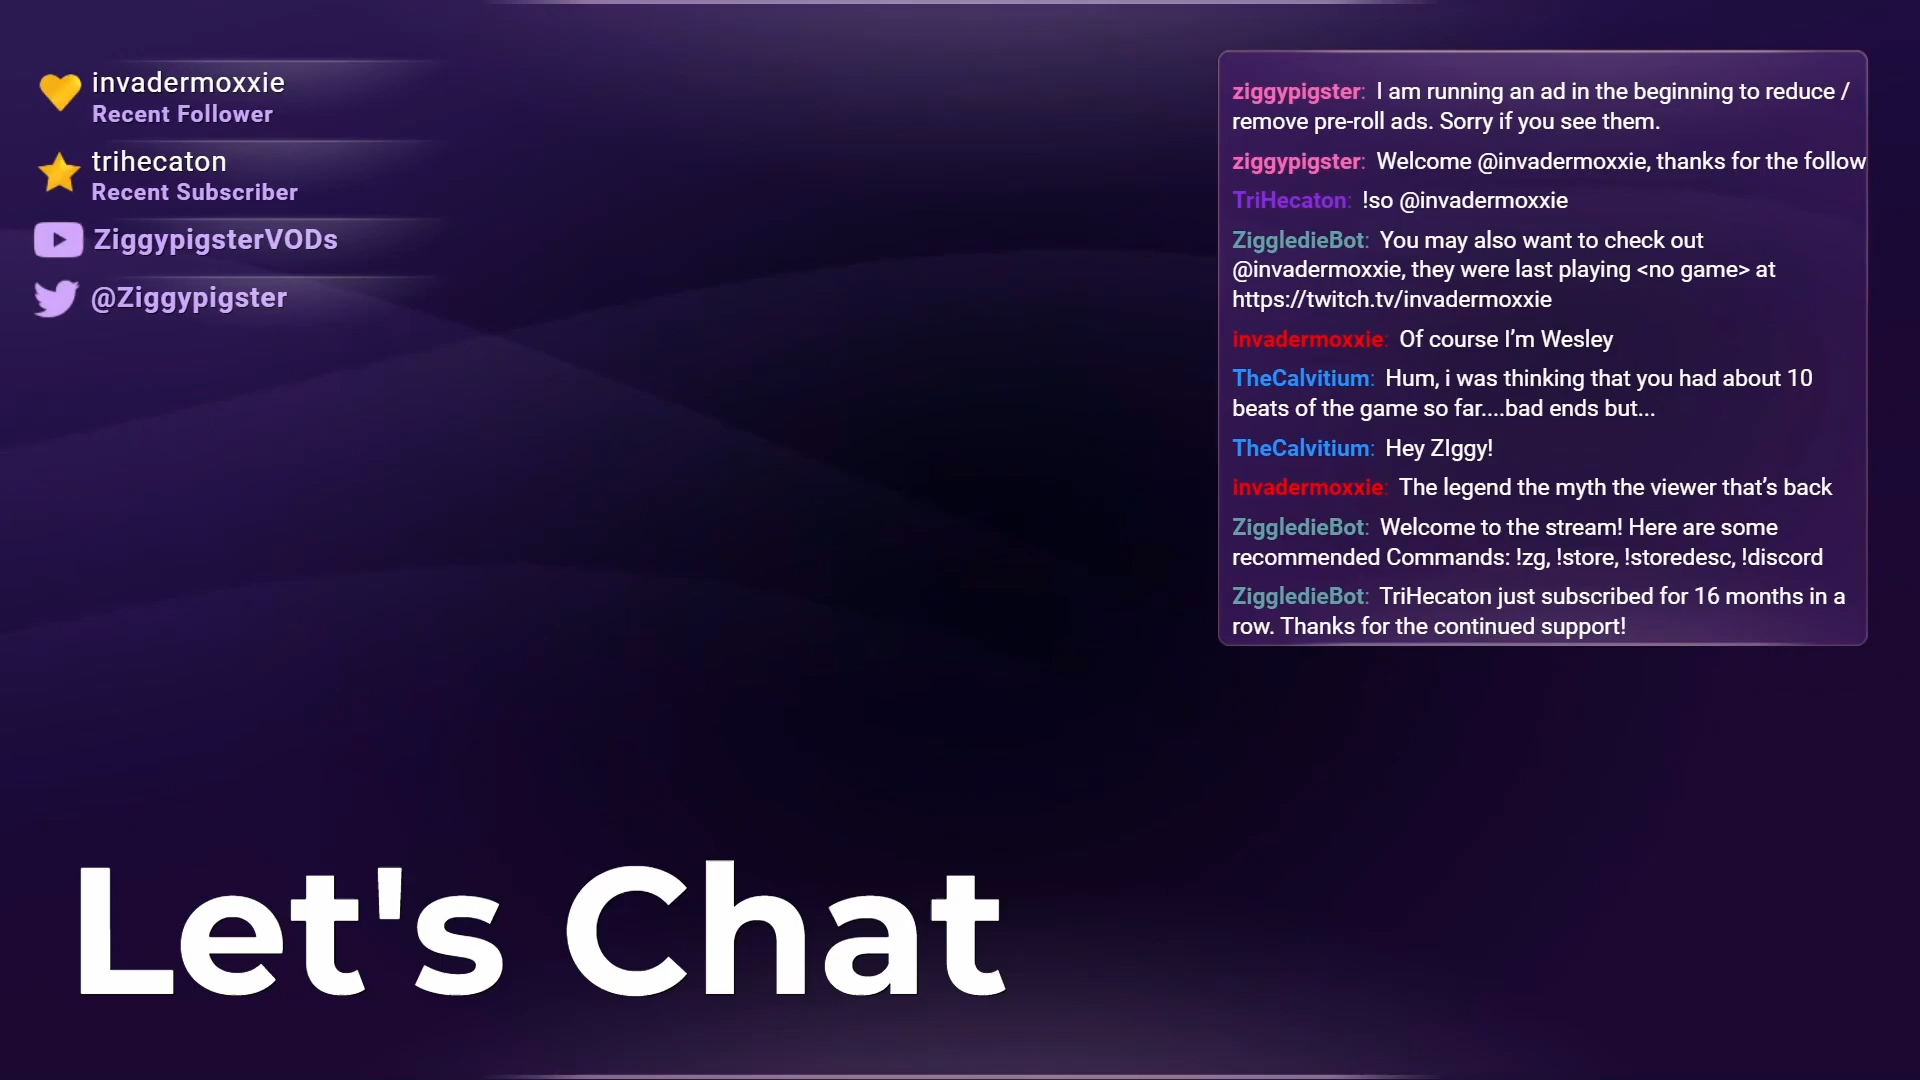 invadermoxxie
Recent Follower
trihecaton
Recent Subscriber
ZiggypigsterVODs
@Ziggypigster
ziggypigster: I am running an ad in the beginning to reduce /
remove pre-roll ads. Sorry if you see them.
ziggypigster: Welcome @invadermoxxie, thanks for the follow
TriHecaton: !so @invadermoxxie
ZiggledieBot: You may also want to check out
@invadermoxxie, they were last playing <no game> at
https://twitch.tv/invadermoxxie
invadermoxxie: Of course I’m Wesley
TheCalvitium: Hum, i was thinking that you had about 10
beats of the game so far....bad ends but...
TheCalvitium: Hey ZIggy!
invadermoxxie: The legend the myth the viewer that’s back
ZiggledieBot: Welcome to the stream! Here are some
recommended Commands: !zg, !store, !storedesc, !discord
ZiggledieBot: TriHecaton just subscribed for 16 months in a
row. Thanks for the continued support!
Let's Chat